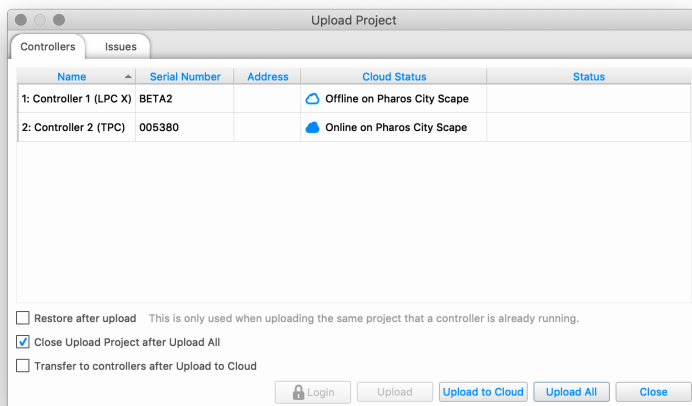 Upload Project
Controllers Issues
Name Serial Number Address Cloud Status Status
1: Controller 1 (LPC X) BETA2 Offline on Pharos City Scape
2: Controller 2 (TPC) 005380 Online on Pharos City Scape
Restore after upload This is only used when uploading the same project that a controller is already running.
Close Upload Project after Upload All
Transfer to controllers after Upload to Cloud
Login Upload Upload to Cloud Upload All Close